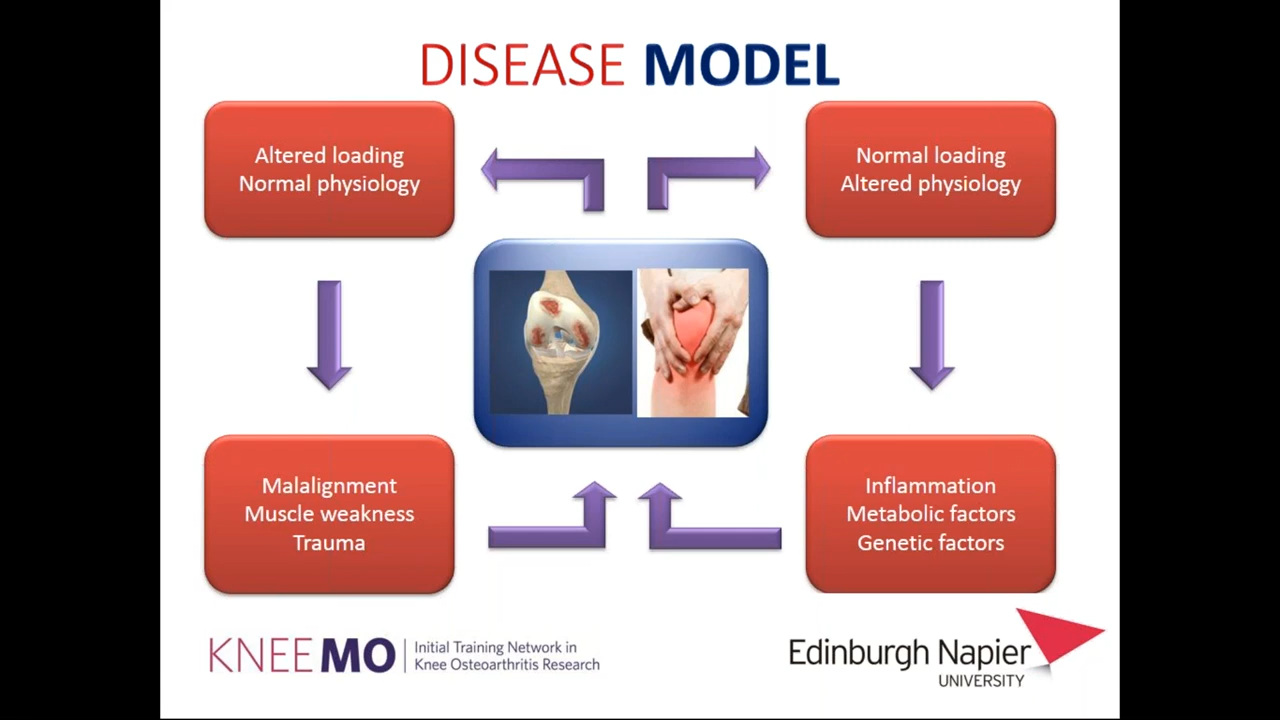 DISEASE MODEL
Altered loading
Normal physiology
Normal loading
Altered physiology
Malalignment
Muscle weakness
Trauma
Inflammation
Metabolic factors
Genetic factors
KNEEMO
Initial Training Network in
Knee Osteoarthritis Research
Edinburgh Napier
UNIVERSITY